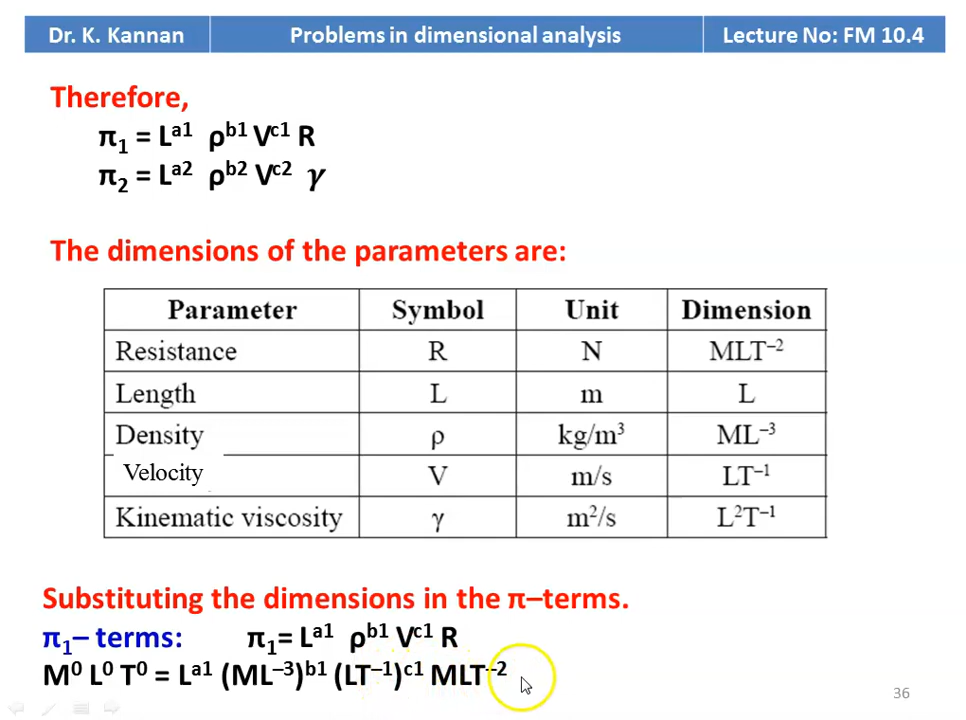 Dr. K. Kannan Problems in dimensional analysis Lecture No: FM 10.4
Therefore,
π₁ = Lᵃ¹ ρᵇ¹ Vᶜ¹ R
π₂ = Lᵃ² ρᵇ² Vᶜ² γ
The dimensions of the parameters are:
Parameter Symbol Unit Dimension
Resistance R N MLT⁻²
Length L m L
Density ρ kg/m³ ML⁻³
Velocity V m/s LT⁻¹
Kinematic viscosity γ m²/s L²T⁻¹
Substituting the dimensions in the π–terms.
π₁– terms: π₁= Lᵃ¹ ρᵇ¹ Vᶜ¹ R
M⁰ L⁰ T⁰ = Lᵃ¹ (ML⁻³)ᵇ¹ (LT⁻¹)ᶜ¹ MLT⁻²
36